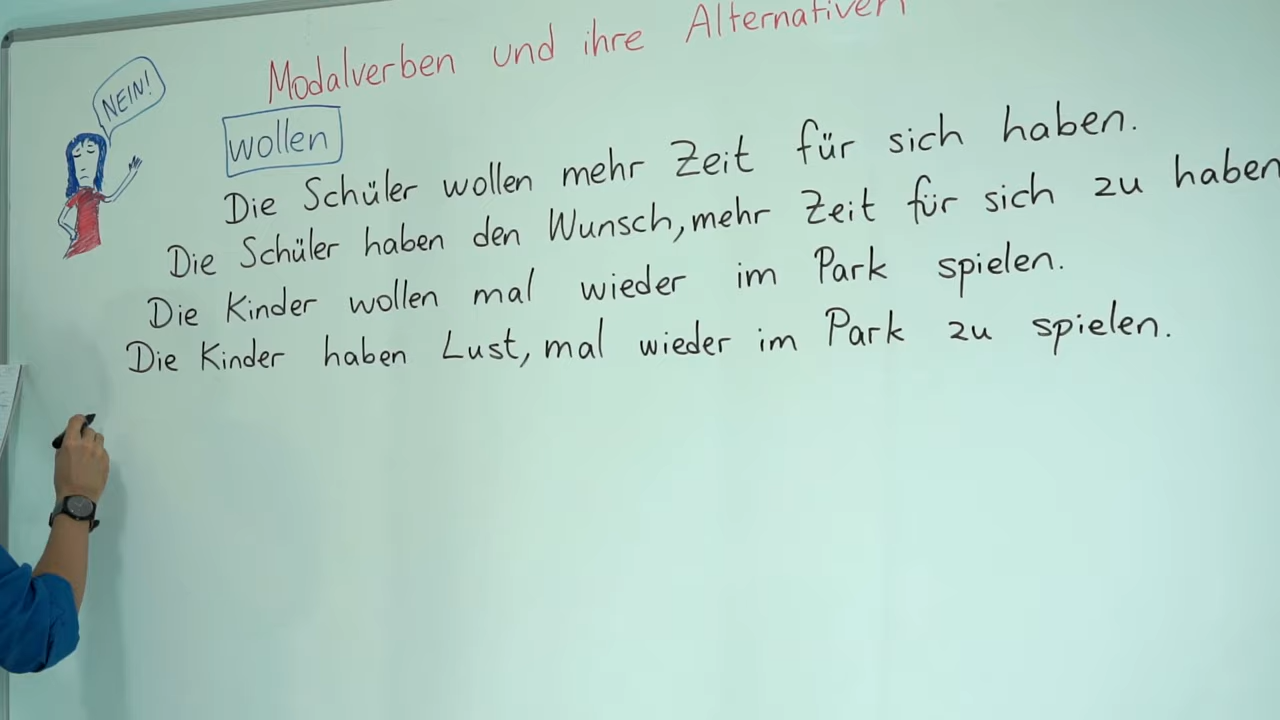 Modalverben und ihre Alternativen
NEIN!
wollen
Die Schüler wollen mehr Zeit für sich haben.
Die Schüler haben den Wunsch, mehr Zeit für sich zu haben
Die Kinder wollen mal wieder im Park spielen.
Die Kinder haben Lust, mal wieder im Park zu spielen.